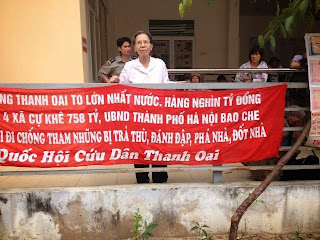 NG THANH OAI TO LỚN NHẤT NƯỚC. HÀNG NGHÌN TỶ ĐỒNG
4 XÃ CỰ KHÊ 758 TỶ, UBND THÀNH PHỐ HÀ NỘI BAO CHE
I ĐI CHỐNG THAM NHŨNG BỊ TRẢ THÙ, ĐÁNH ĐẬP, PHÁ NHÀ, ĐỐT NHÀ
Quốc Hội Cứu Dân Thanh Oai